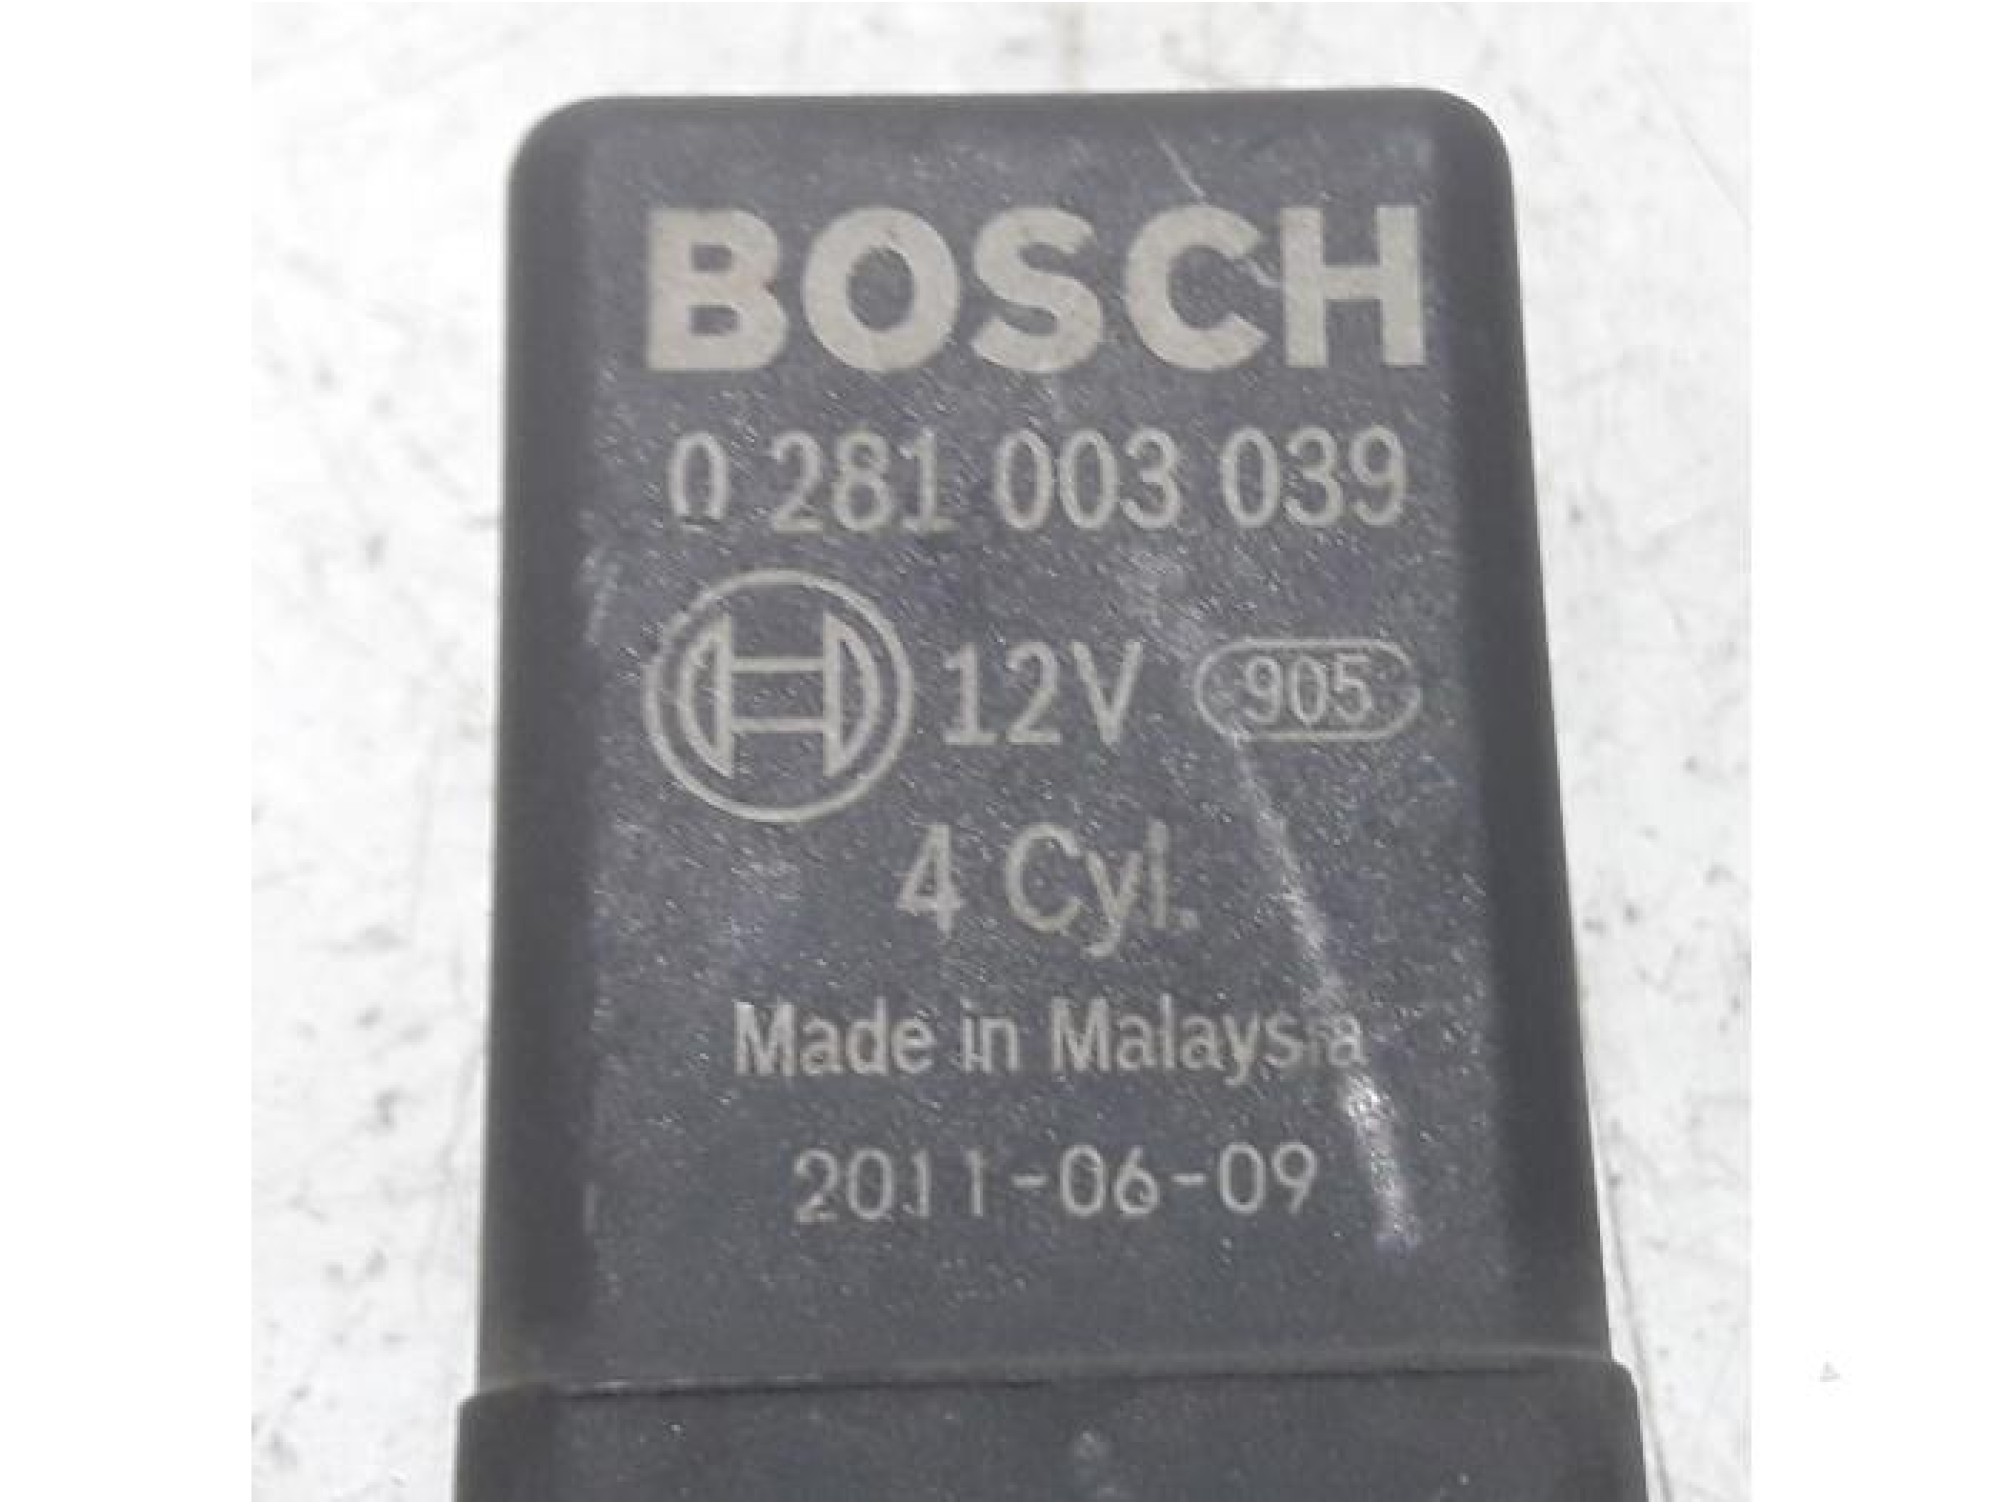 BOSCH
0 281 003 039
12V 905
4 Cyl.
Made in Malaysia
2011-06-09